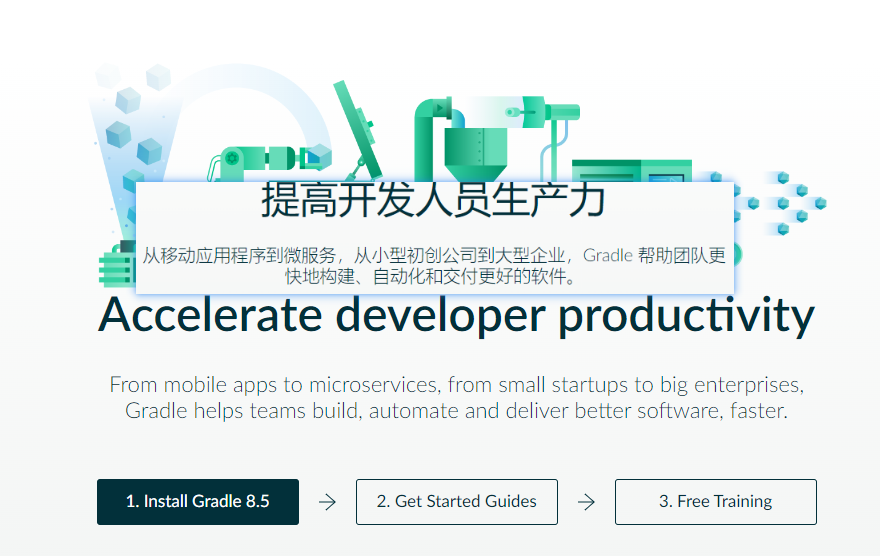 提高开发人员生产力
从移动应用程序到微服务，从小型初创公司到大型企业，Gradle 帮助团队更
快地构建、自动化和交付更好的软件。
Accelerate developer productivity
From mobile apps to microservices, from small startups to big enterprises,
Gradle helps teams build, automate and deliver better software, faster.
1. Install Gradle 8.5
2. Get Started Guides
3. Free Training